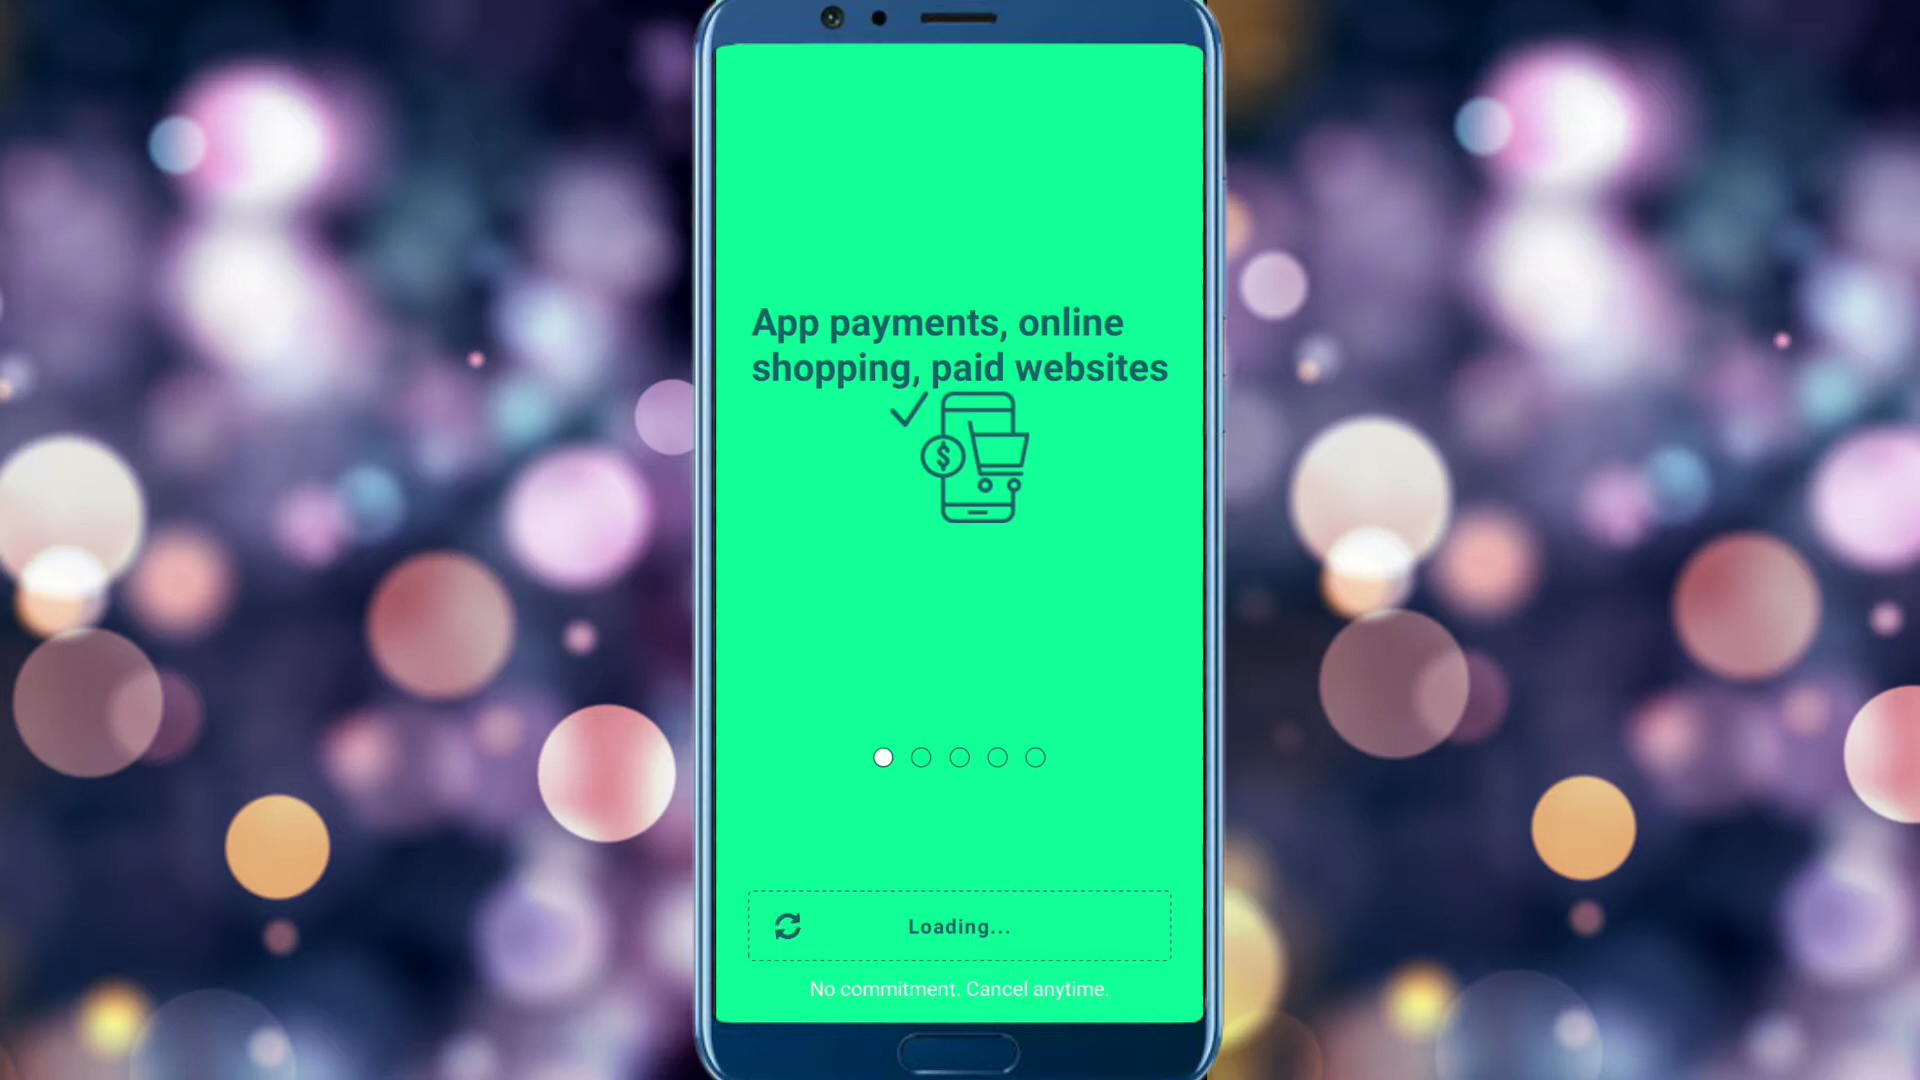 App payments, online
shopping, paid websites
$
Loading...
No commitment. Cancel anytime.